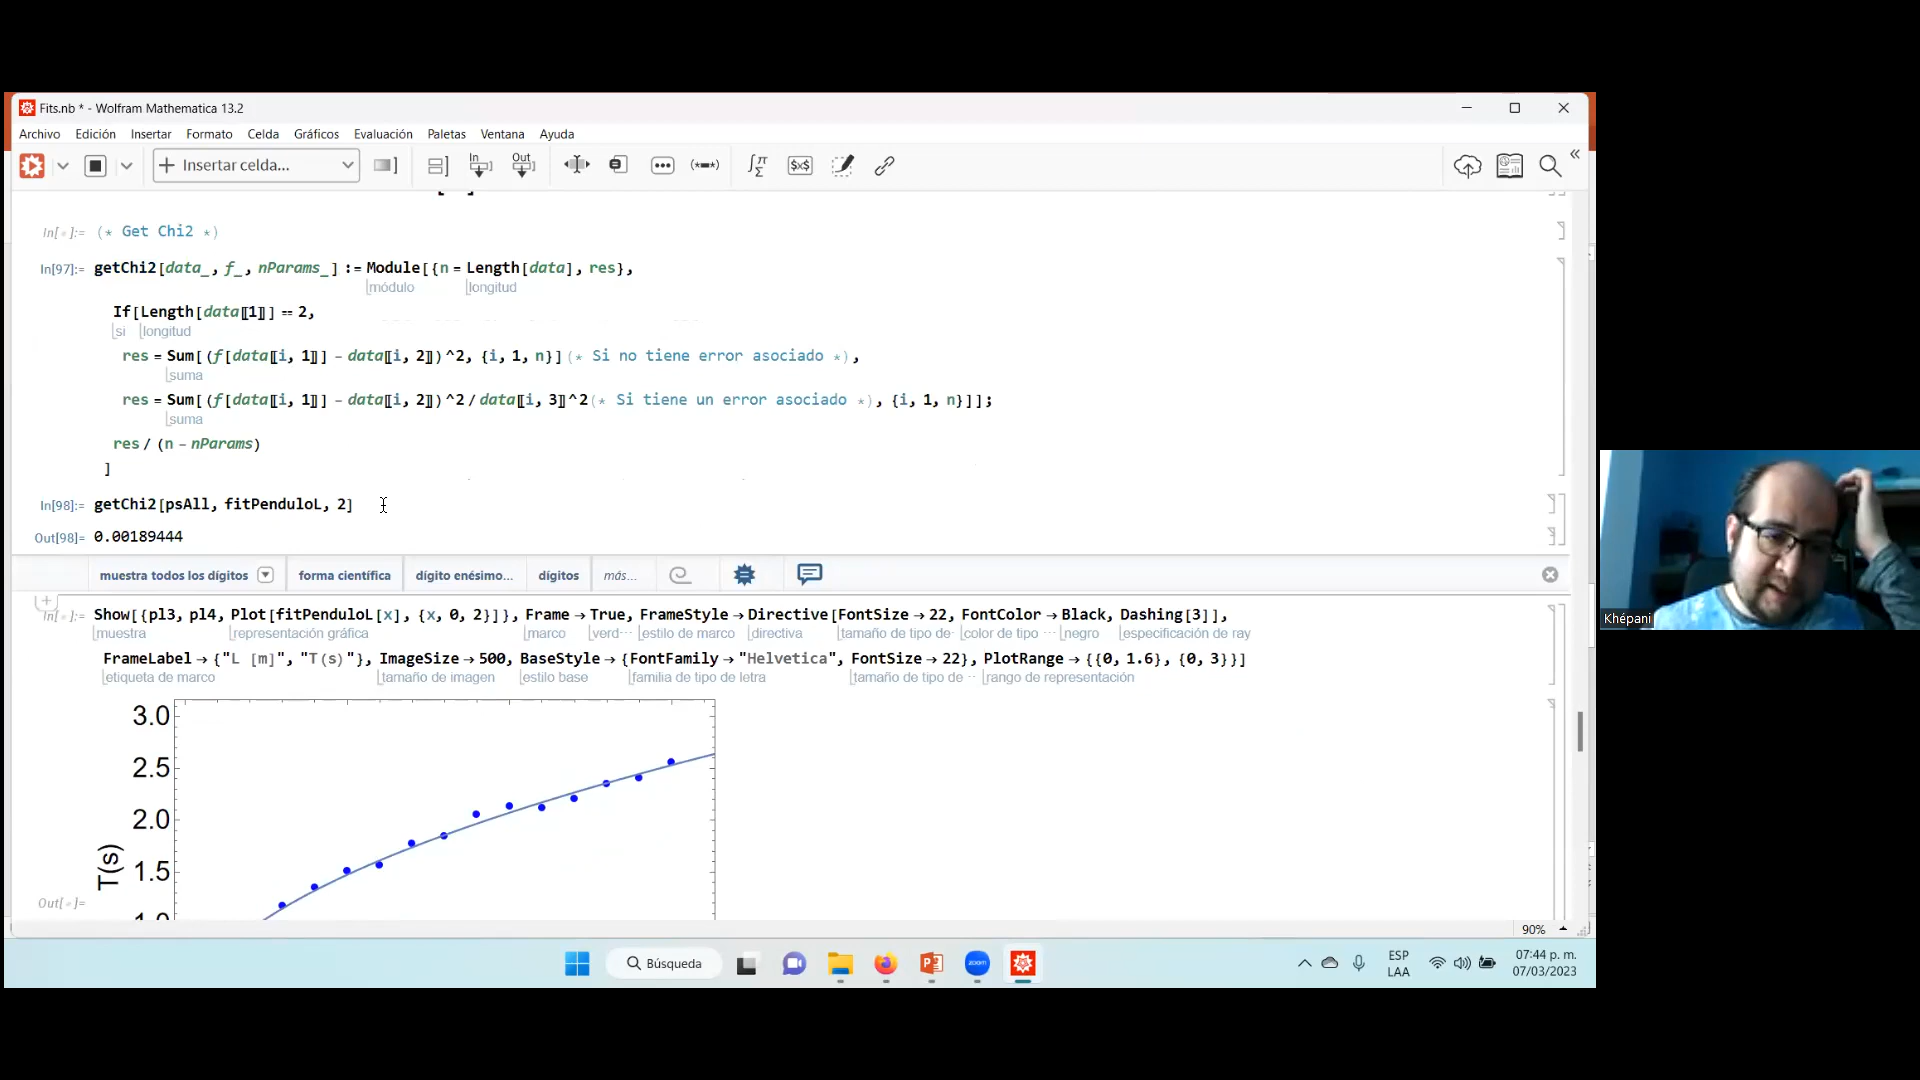 Fits.nb * - Wolfram Mathematica 13.2
Archivo Edición Insertar Formato Celda Gráficos Evaluación Paletas Ventana Ayuda
Insertar celda... In Out
In[ ]:= (* Get Chi2 *)
In[97]:= getChi2[data_, f_, nParams_] := Module[{n = Length[data], res},
módulo longitud
If[Length[data[[1]]] == 2,
si longitud
res = Sum[(f[data[[i, 1]]] - data[[i, 2]])^2, {i, 1, n}](* Si no tiene error asociado *),
suma
res = Sum[(f[data[[i, 1]]] - data[[i, 2]])^2 / data[[i, 3]]^2(* Si tiene un error asociado *), {i, 1, n}]];
suma
res / (n - nParams)
]
In[98]:= getChi2[psAll, fitPenduloL, 2]
Out[98]= 0.00189444
muestra todos los dígitos forma científica dígito enésimo... dígitos más...
In[ ]:= Show[{pl3, pl4, Plot[fitPenduloL[x], {x, 0, 2}]}, Frame → True, FrameStyle → Directive[FontSize → 22, FontColor → Black, Dashing[3]],
muestra representación gráfica marco verd⋯ estilo de marco directiva tamaño de tipo de⋅ color de tipo ⋯ negro especificación de ray
FrameLabel → {"L [m]", "T(s)"}, ImageSize → 500, BaseStyle → {FontFamily → "Helvetica", FontSize → 22}, PlotRange → {{0, 1.6}, {0, 3}}]
etiqueta de marco tamaño de imagen estilo base familia de tipo de letra tamaño de tipo de ⋯ rango de representación
3.0
2.5
2.0
1.5
T(s)
Out[ ]=
90%
Búsqueda
zoom
ESP
LAA
07:44 p. m.
07/03/2023
Khépani